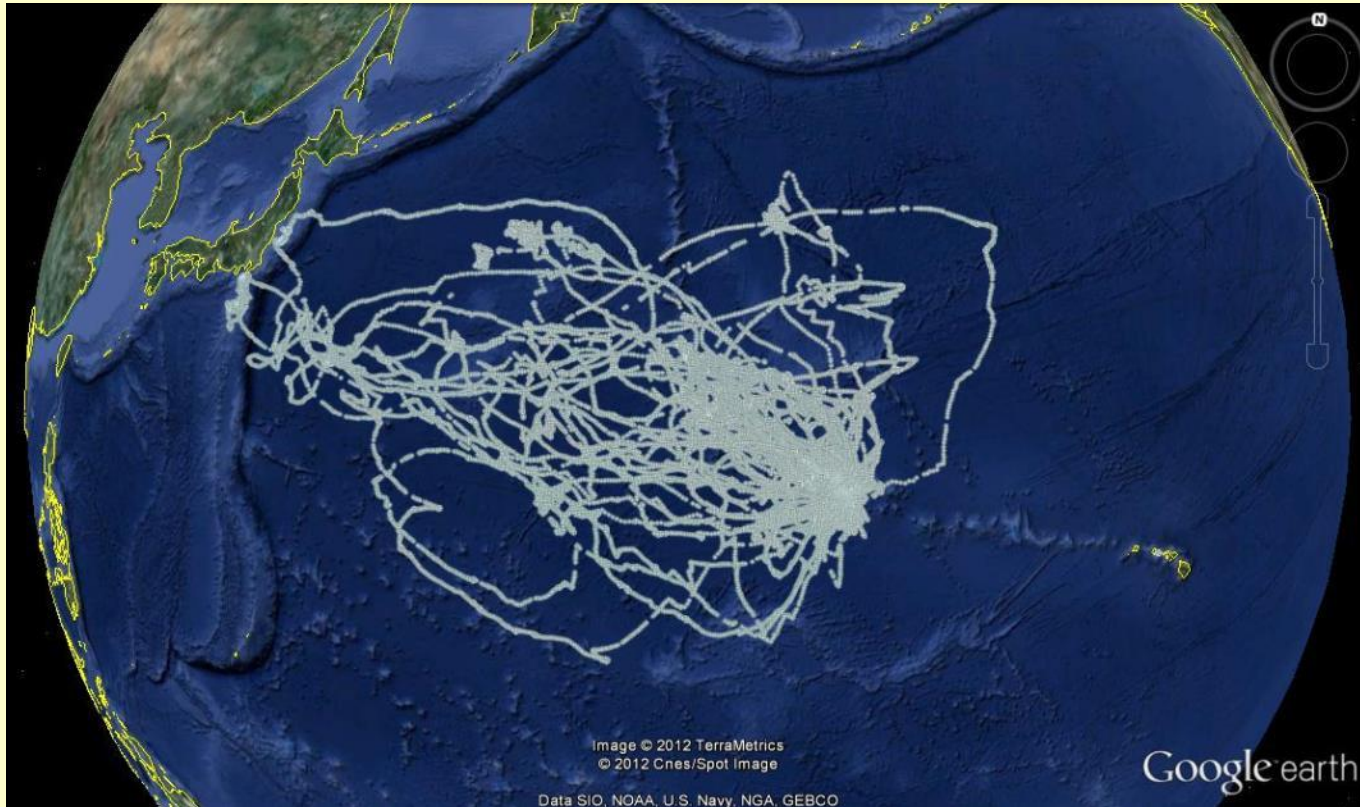 N
Image © 2012 TerraMetrics
© 2012 Cnes/Spot Image
Data SIO, NOAA, U.S. Navy, NGA, GEBCO
Google earth